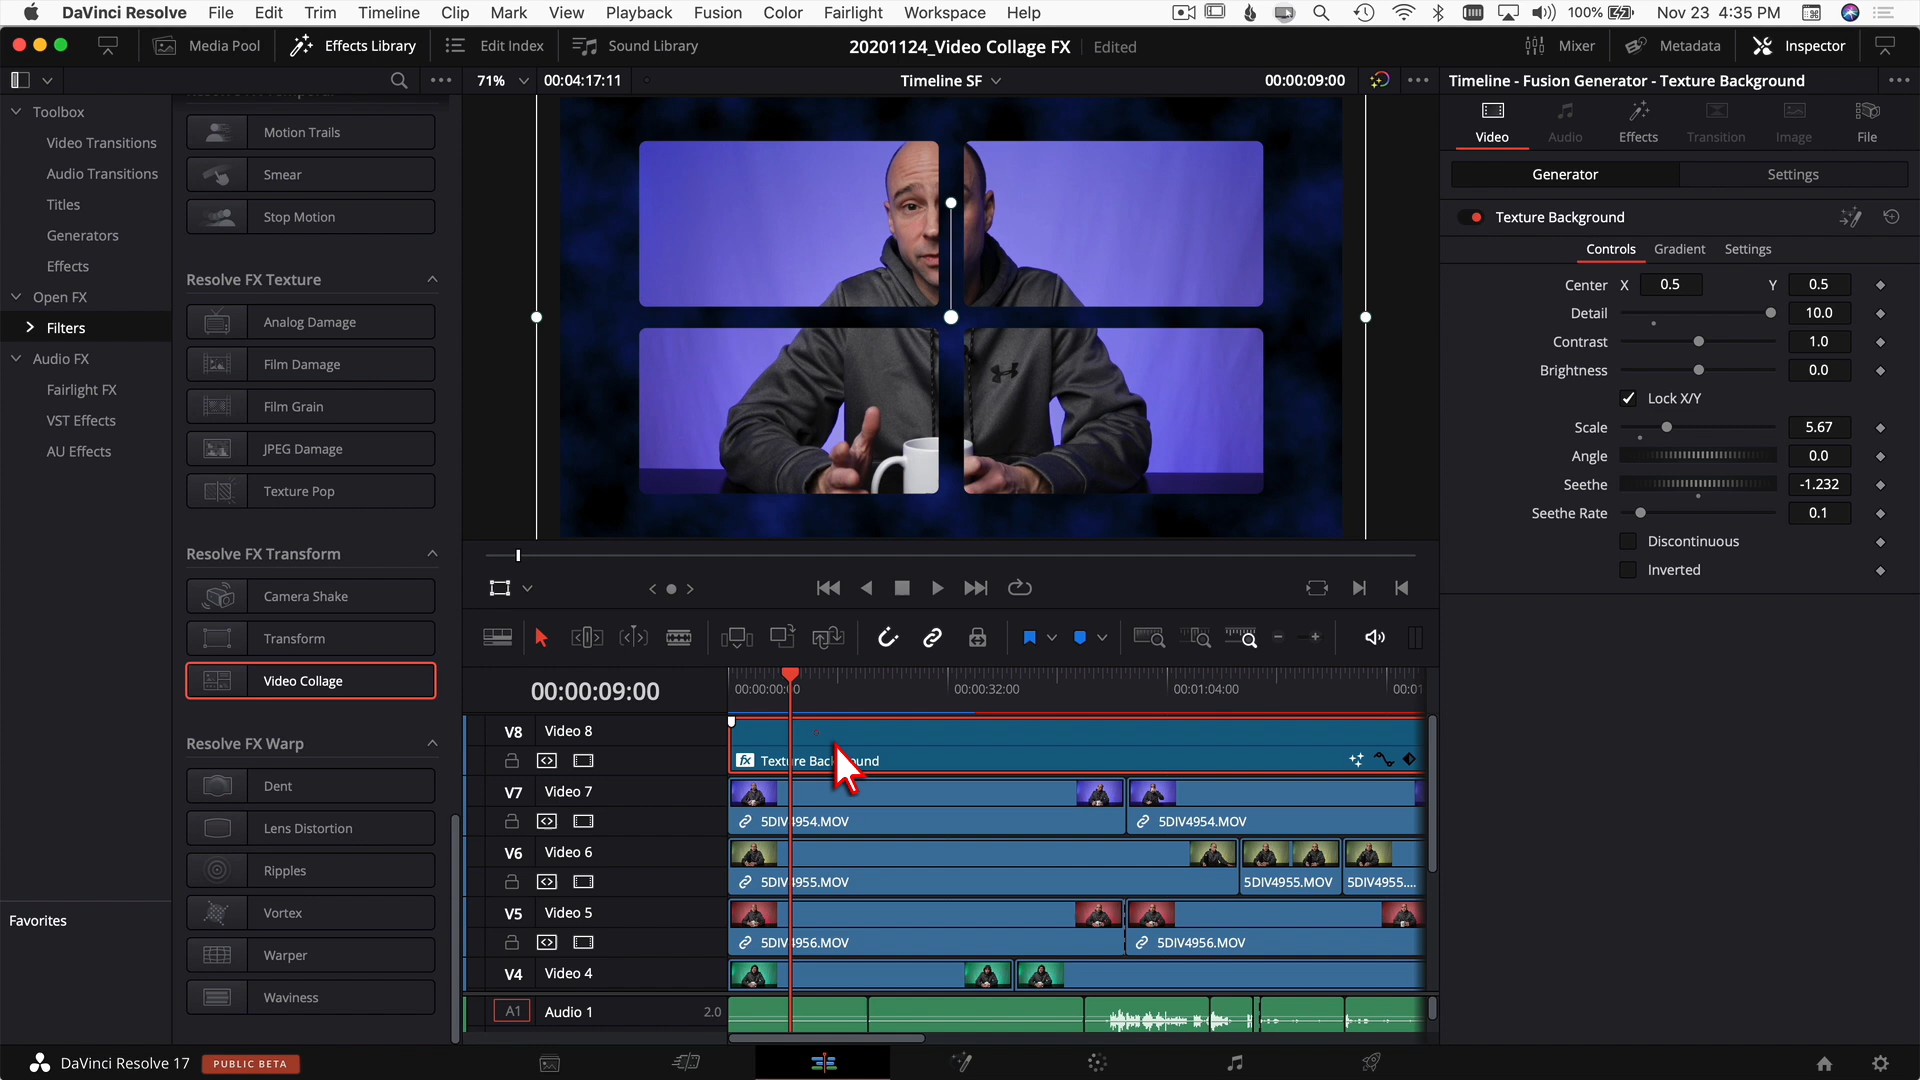 DaVinci Resolve File Edit Trim Timeline Clip Mark View Playback Fusion Color Fairlight Workspace Help 100% Nov 23 4:35 PM
Media Pool Effects Library Edit Index Sound Library 20201124_Video Collage FX Edited Mixer Metadata Inspector
71% 00:04:17:11 Timeline SF 00:00:09:00 Timeline - Fusion Generator - Texture Background
Toolbox
Video Transitions
Audio Transitions
Titles
Generators
Effects
Open FX
Filters
Audio FX
Fairlight FX
VST Effects
AU Effects
Favorites
Motion Trails
Smear
Stop Motion
Resolve FX Texture
Analog Damage
Film Damage
Film Grain
JPEG Damage
Texture Pop
Resolve FX Transform
Camera Shake
Transform
Video Collage
Resolve FX Warp
Dent
Lens Distortion
Ripples
Vortex
Warper
Waviness
Video Audio Effects Transition Image File
Generator Settings
Texture Background
Controls Gradient Settings
Center X 0.5 Y 0.5
Detail 10.0
Contrast 1.0
Brightness 0.0
Lock X/Y
Scale 5.67
Angle 0.0
Seethe -1.232
Seethe Rate 0.1
Discontinuous
Inverted
00:00:09:00 00:00:00:0 00:00:32:00 00:01:04:00 00:01
V8 Video 8
fx Texture Background
V7 Video 7
5DIV4954.MOV 5DIV4954.MOV
V6 Video 6
5DIV4955.MOV 5DIV4955.MOV 5DIV4955....
V5 Video 5
5DIV4956.MOV 5DIV4956.MOV
V4 Video 4
A1 Audio 1 2.0
DaVinci Resolve 17 PUBLIC BETA